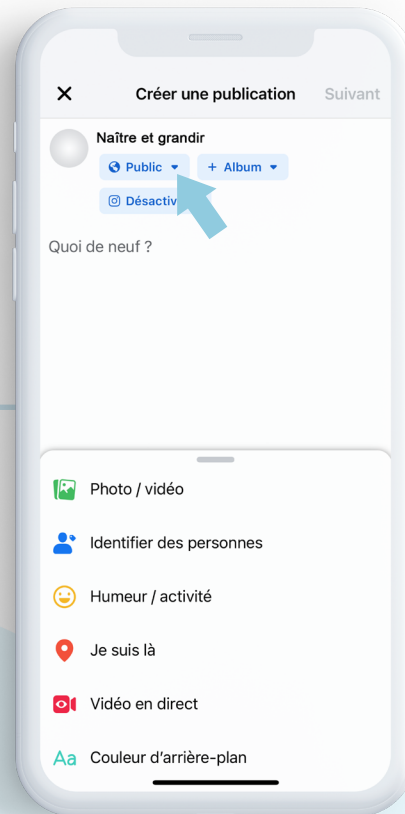 Créer une publication Suivant
Naître et grandir
Public + Album
Désactiv
Quoi de neuf ?
Photo / vidéo
Identifier des personnes
Humeur / activité
Je suis là
Vidéo en direct
Aa Couleur d'arrière-plan